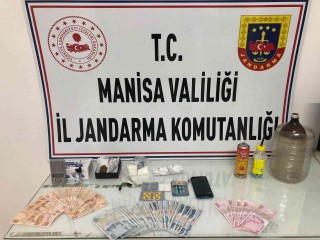 T.C.
MANİSA VALİLİĞİ
İL JANDARMA KOMUTANLIĞI
JANDARMA